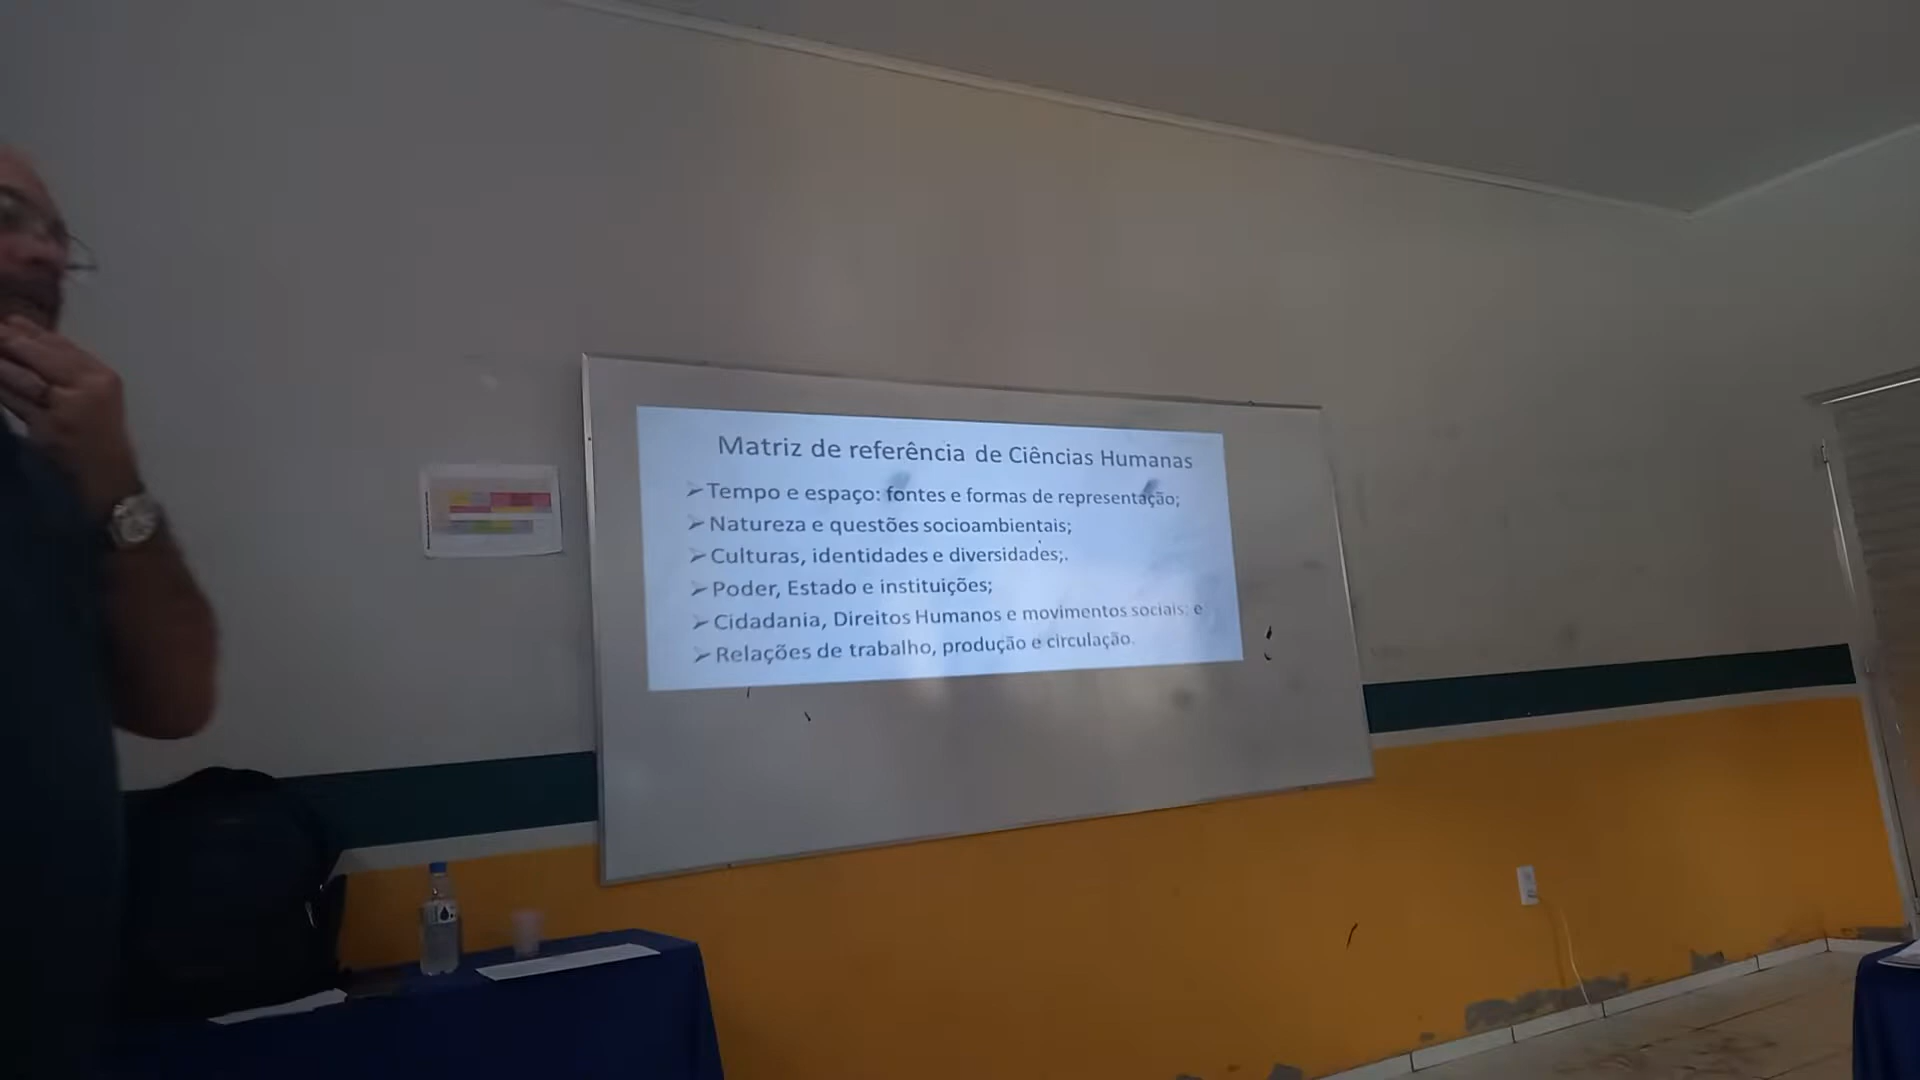 Matriz de referência de Ciências Humanas
➢Tempo e espaço: fontes e formas de representação;
➢Natureza e questões socioambientais;
➢Culturas, identidades e diversidades;.
➢Poder, Estado e instituições;
➢Cidadania, Direitos Humanos e movimentos sociais; e
➢Relações de trabalho, produção e circulação.